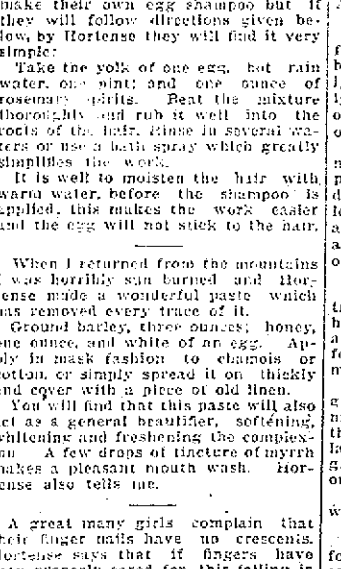 make their own egg shampoo but if
they will follow directions given be-
low, by Hortense they will find it very
simple:
Take the yolk of one egg, hot rain
water, one pint; and one ounce of
rosemary spirits. Beat the mixture
thoroughly and rub it well into the
roots of the hair. Rinse in several wa-
ters or use a bath spray which greatly
simplifies the work.
It is well to moisten the hair with
warm water, before the shampoo is
applied, this makes the work easier
and the egg will not stick to the hair.
When I returned from the mountains
I was horribly sun burned and Hor-
tense made a wonderful paste which
has removed every trace of it.
Ground barley, three ounces; honey,
one ounce, and white of an egg. Ap-
ply in mask fashion to chamois or
cotton, or simply spread it on thickly
and cover with a piece of old linen.
You will find that this paste will also
act as a general beautifier, softening,
whitening and freshening the complex-
ion. A few drops of tincture of myrrh
makes a pleasant mouth wash. Hor-
tense also tells me.
A great many girls complain that
their finger nails have no crescents.
Hortense says that if fingers have